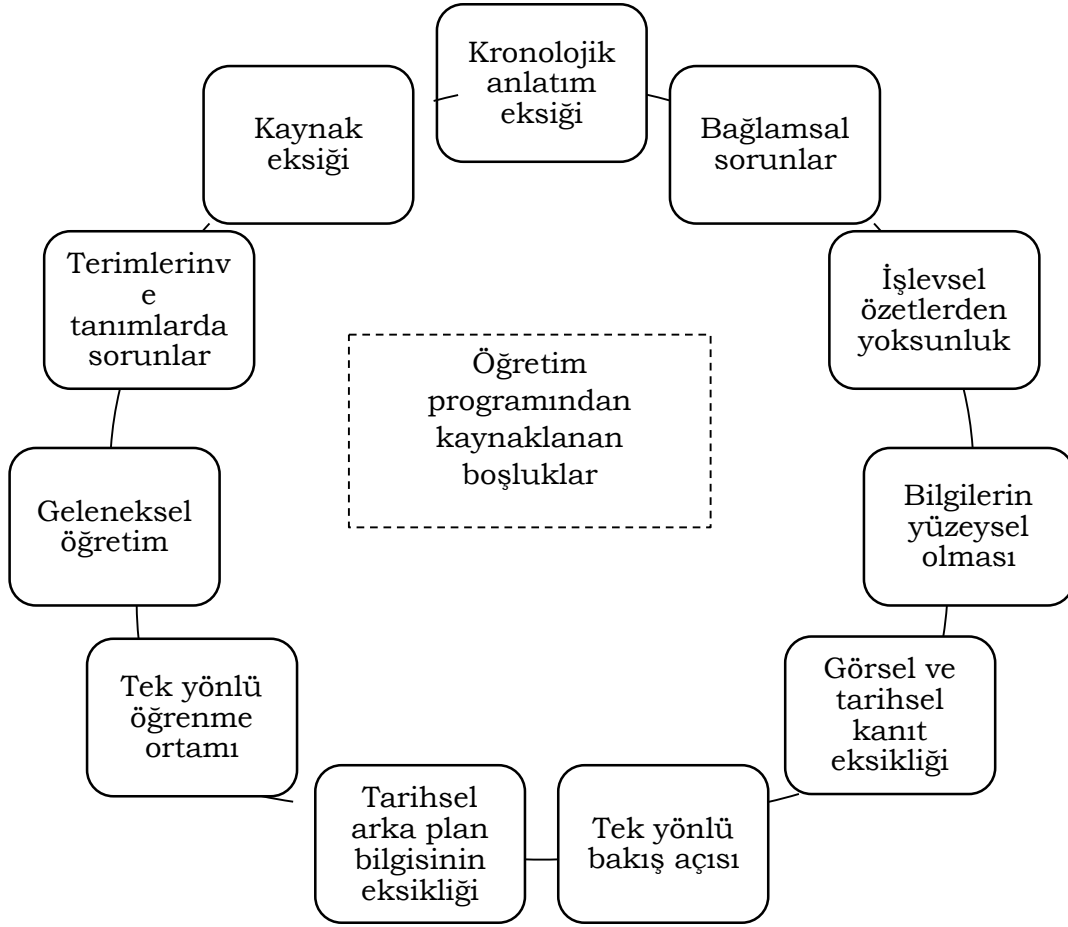 Kronolojik
anlatım
eksiği
Bağlamsal
sorunlar
İşlevsel
özetlerden
yoksunluk
Bilgilerin
yüzeysel
olması
Görsel ve
tarihsel
kanıt
eksikliği
Tek yönlü
bakış açısı
Tarihsel
arka plan
bilgisinin
eksikliği
Tek yönlü
öğrenme
ortamı
Geleneksel
öğretim
Terimlerinv
e
tanımlarda
sorunlar
Kaynak
eksiği
Öğretim
programından
kaynaklanan
boşluklar